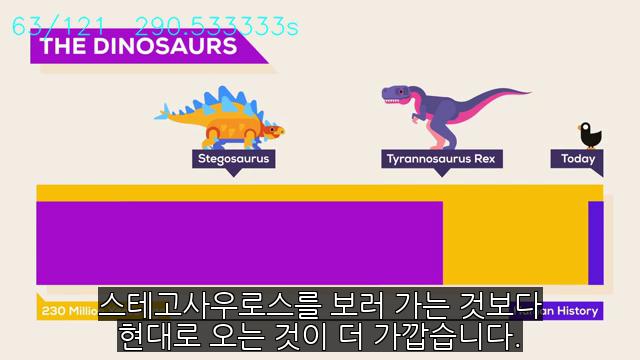 63/121 290.533333s
THE DINOSAURS
Stegosaurus
Tyrannosaurus Rex
Today
230 Millio
an History
스테고사우로스를 보러 가는 것보다
현대로 오는 것이 더 가깝습니다.